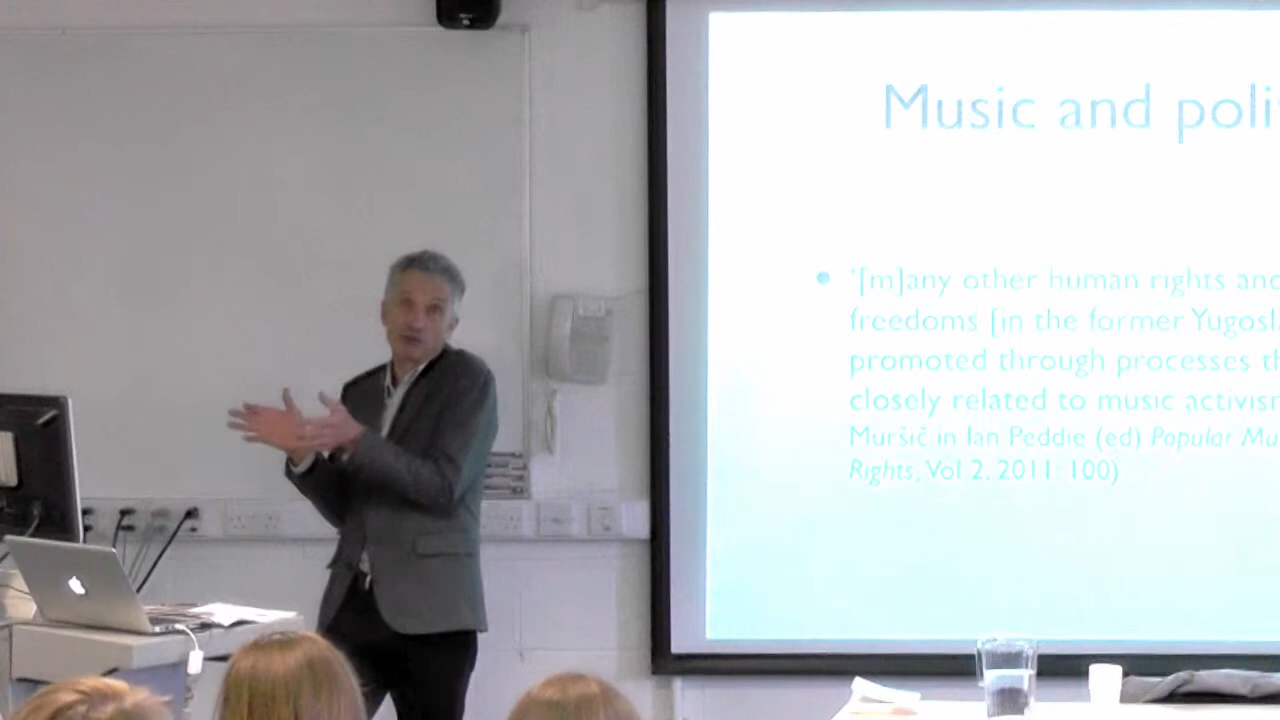 Music and poli
• '[m]any other human rights and
freedoms [in the former Yugosl
promoted through processes th
closely related to music activism
Muršič in Ian Peddie (ed) Popular Mu
Rights, Vol 2, 2011: 100)